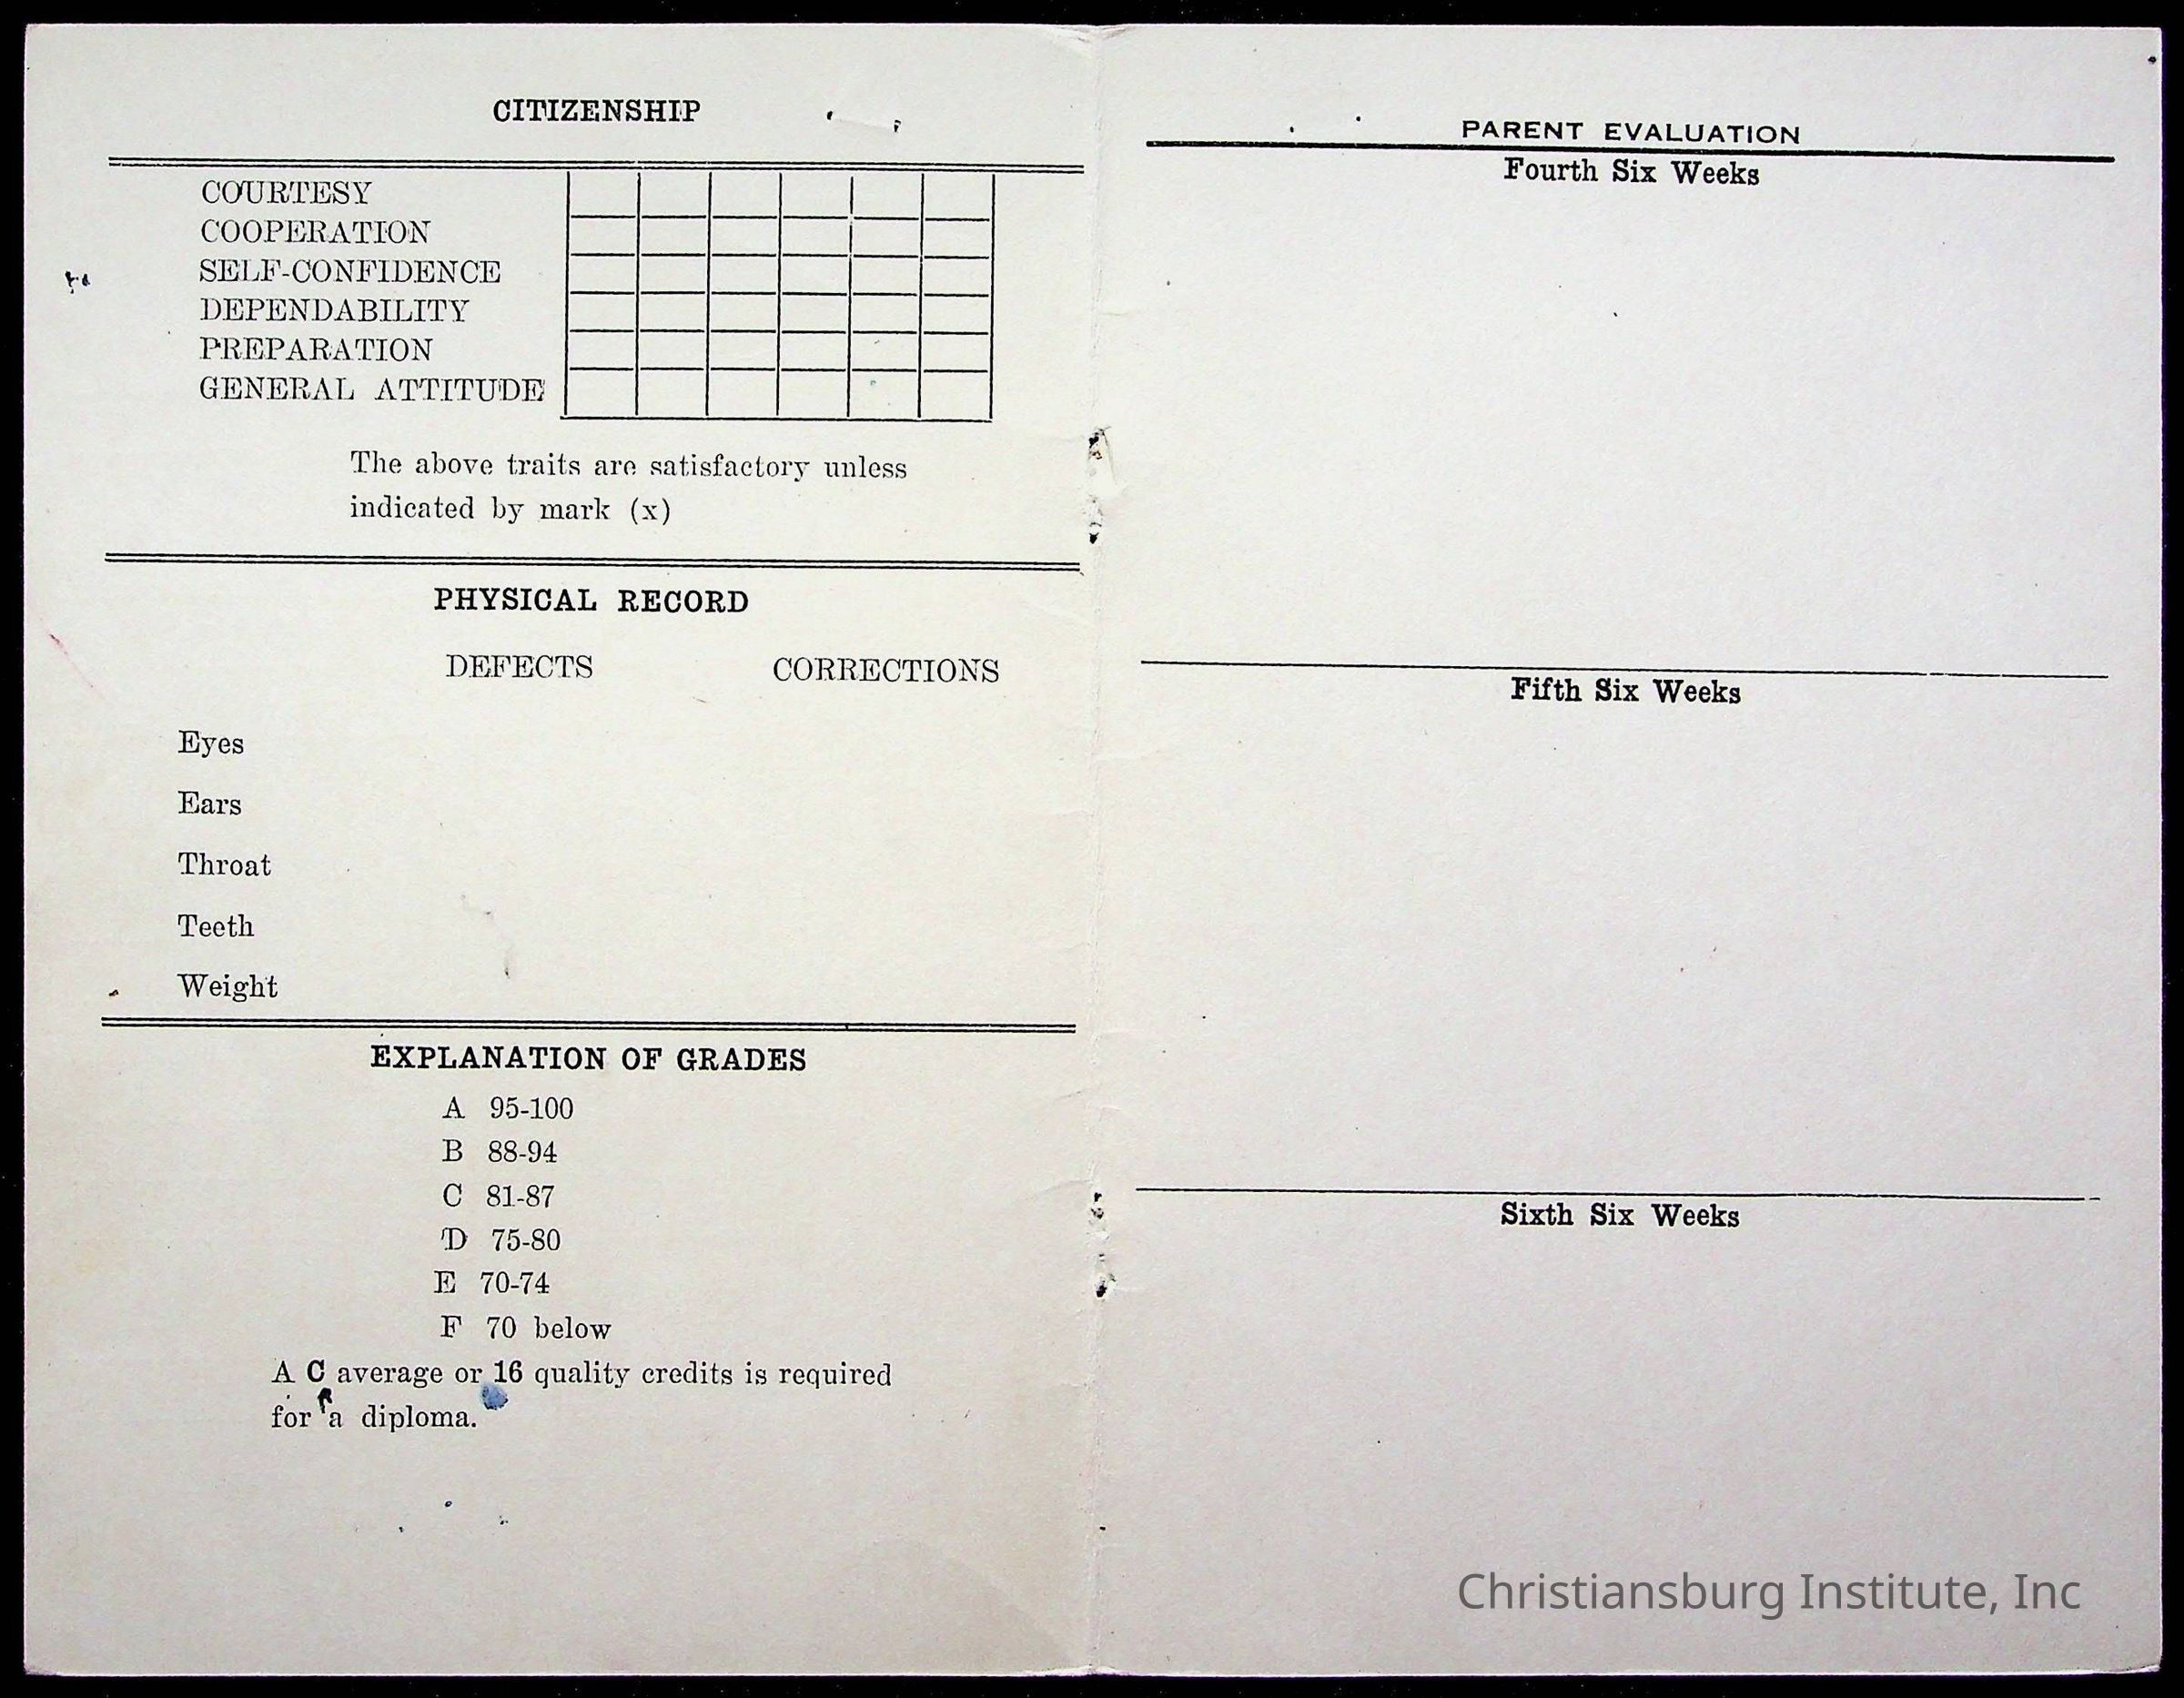 CITIZENSHIP
COURTESY
COOPERATION
SELF-CONFIDENCE
DEPENDABILITY
PREPARATION
GENERAL ATTITUDE
The above traits are satisfactory unless
indicated by mark (x)
PHYSICAL RECORD
DEFECTS CORRECTIONS
Eyes
Ears
Throat
Teeth
Weight
EXPLANATION OF GRADES
A 95-100
B 88-94
C 81-87
D 75-80
E 70-74
F 70 below
A C average or 16 quality credits is required
for a diploma.
PARENT EVALUATION
Fourth Six Weeks
Fifth Six Weeks
Sixth Six Weeks
Christiansburg Institute, Inc